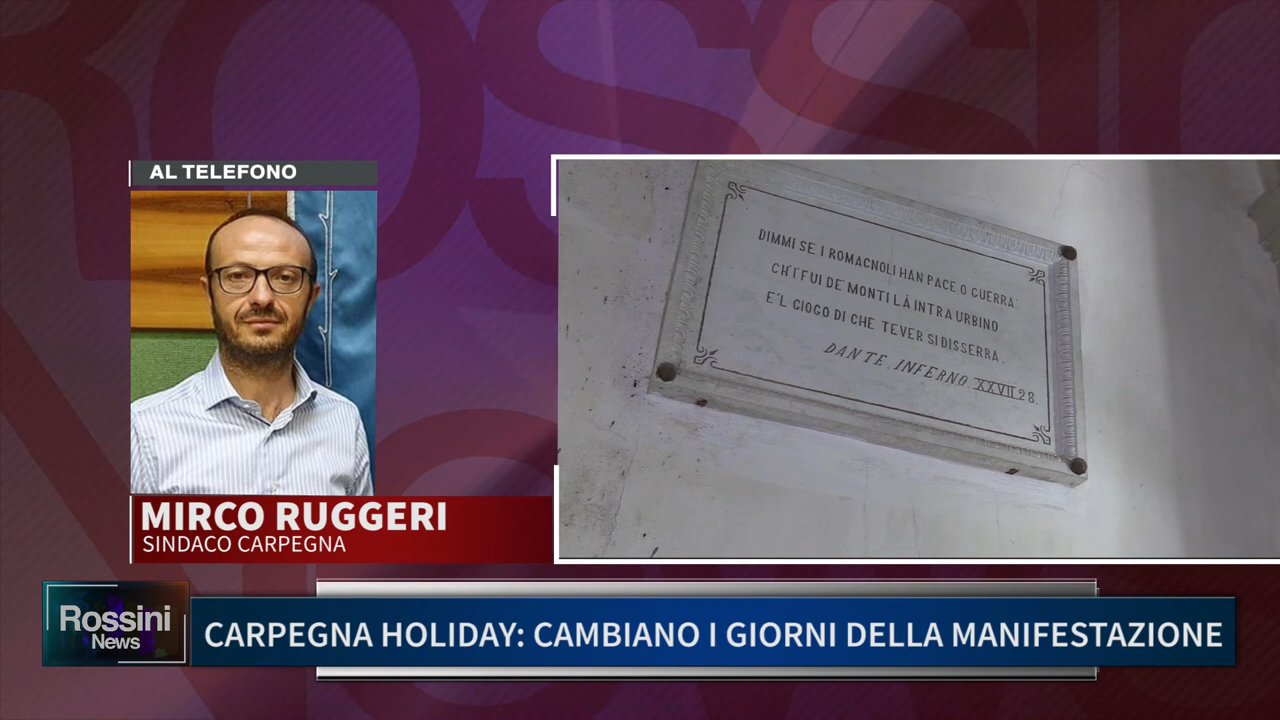 AL TELEFONO
MIRCO RUGGERI
SINDACO CARPEGNA
DIMMI SE' I ROMAGNOLI HAN PACE, O GUERRA:
CH'I' FUI DE' MONTI LÀ INTRA URBINO
E 'L GIOGO DI CHE TEVER SI DISSERRA
DANTE, INFERNO, XXVII 28.
Rossini
News
CARPEGNA HOLIDAY: CAMBIANO I GIORNI DELLA MANIFESTAZIONE